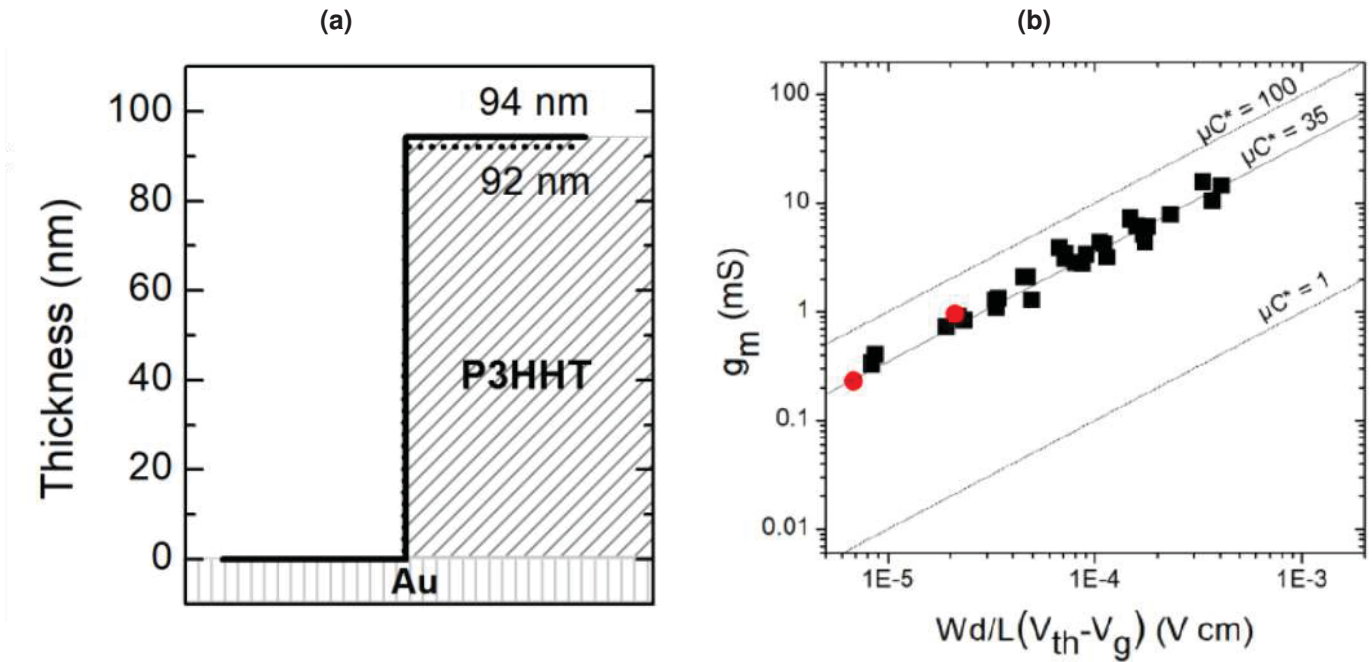 (a)
(b)
Thickness (nm)
100
80
60
40
20
0
94 nm
92 nm
P3HHT
Au
g_m (mS)
100
10
1
0.1
0.01
µC* = 100
µC* = 35
µC* = 1
1E-5
1E-4
1E-3
Wd/L(V_th-V_g) (V cm)